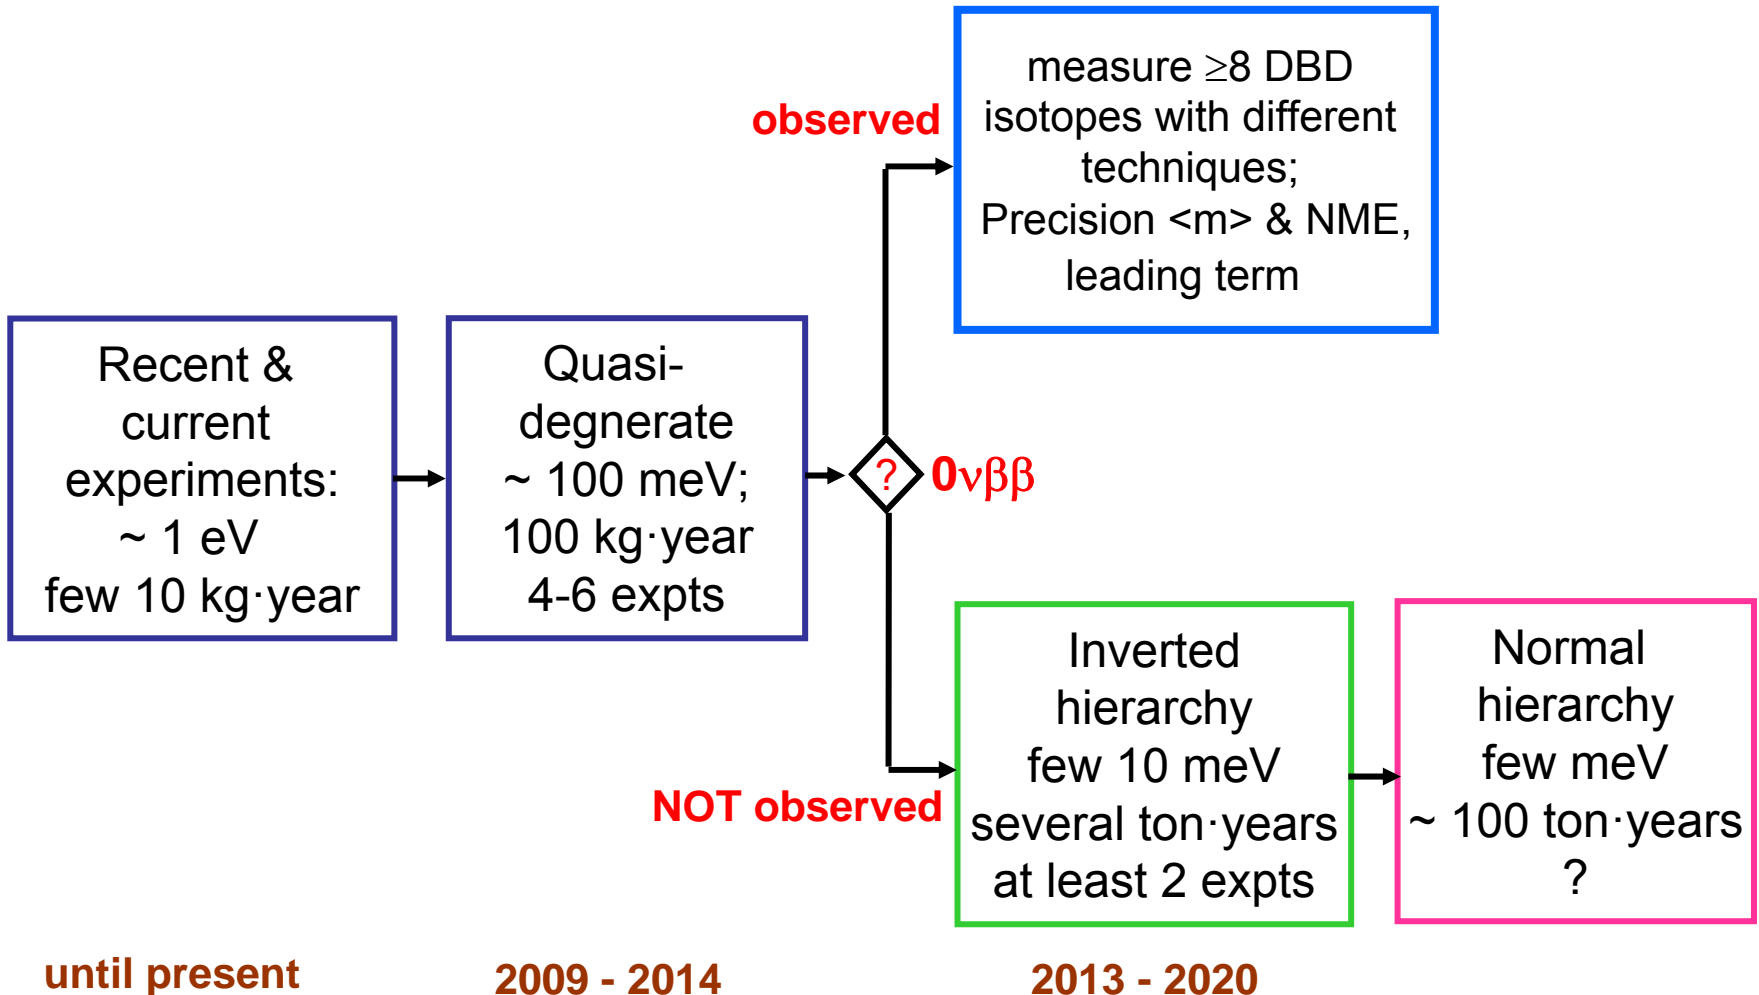 observed
measure ≥8 DBD
isotopes with different
techniques;
Precision <m> & NME,
leading term
Recent &
current
experiments:
~ 1 eV
few 10 kg·year
Quasi-
degnerate
~ 100 meV;
100 kg·year
4-6 expts
?
0νββ
NOT observed
Inverted
hierarchy
few 10 meV
several ton·years
at least 2 expts
Normal
hierarchy
few meV
~ 100 ton·years
?
until present
2009 - 2014
2013 - 2020